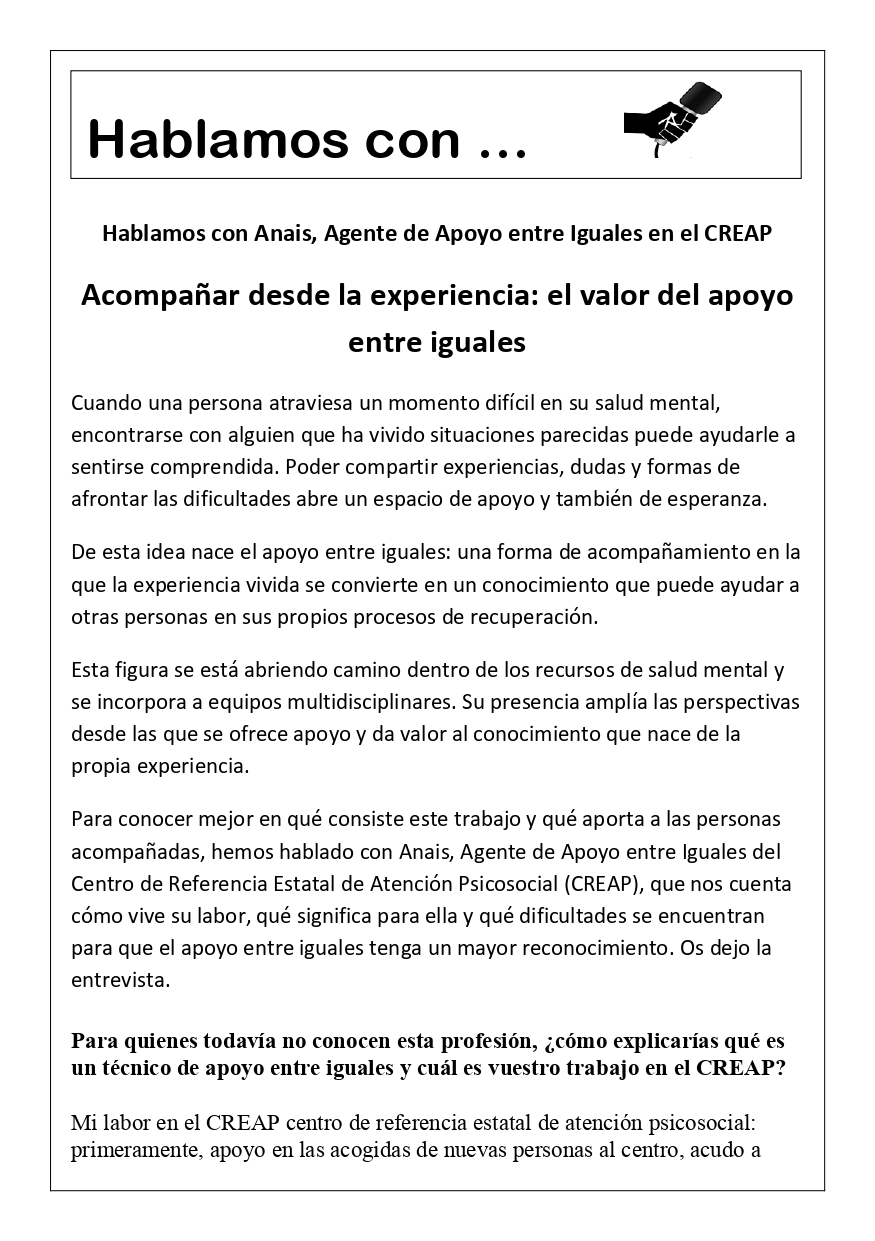 Hablamos con ...
Hablamos con Anais, Agente de Apoyo entre Iguales en el CREAP
Acompañar desde la experiencia: el valor del apoyo
entre iguales
Cuando una persona atraviesa un momento difícil en su salud mental,
encontrarse con alguien que ha vivido situaciones parecidas puede ayudarle a
sentirse comprendida. Poder compartir experiencias, dudas y formas de
afrontar las dificultades abre un espacio de apoyo y también de esperanza.
De esta idea nace el apoyo entre iguales: una forma de acompañamiento en la
que la experiencia vivida se convierte en un conocimiento que puede ayudar a
otras personas en sus propios procesos de recuperación.
Esta figura se está abriendo camino dentro de los recursos de salud mental y
se incorpora a equipos multidisciplinares. Su presencia amplía las perspectivas
desde las que se ofrece apoyo y da valor al conocimiento que nace de la
propia experiencia.
Para conocer mejor en qué consiste este trabajo y qué aporta a las personas
acompañadas, hemos hablado con Anais, Agente de Apoyo entre Iguales del
Centro de Referencia Estatal de Atención Psicosocial (CREAP), que nos cuenta
cómo vive su labor, qué significa para ella y qué dificultades se encuentran
para que el apoyo entre iguales tenga un mayor reconocimiento. Os dejo la
entrevista.
Para quienes todavía no conocen esta profesión, ¿cómo explicarías qué es
un técnico de apoyo entre iguales y cuál es vuestro trabajo en el CREAP?
Mi labor en el CREAP centro de referencia estatal de atención psicosocial:
primeramente, apoyo en las acogidas de nuevas personas al centro, acudo a